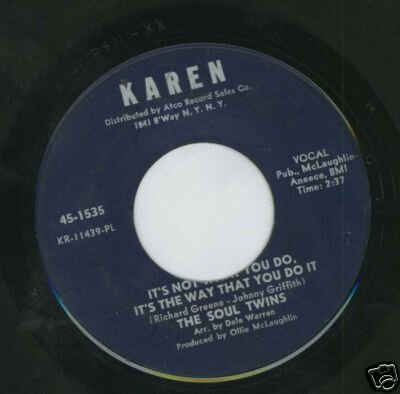 KAREN
Distributed by Atco Record Sales Co.
1841 B'Way N. Y. N. Y.
VOCAL
Pub., McLaughlin-
Aneece, BMI
Time: 2:37
45-1535
KR-11439-PL
IT'S NOT WHAT YOU DO,
IT'S THE WAY THAT YOU DO IT
(Richard Greene - Johnny Griffith)
THE SOUL TWINS
Arr. by Dale Warren
Produced by Ollie McLaughlin